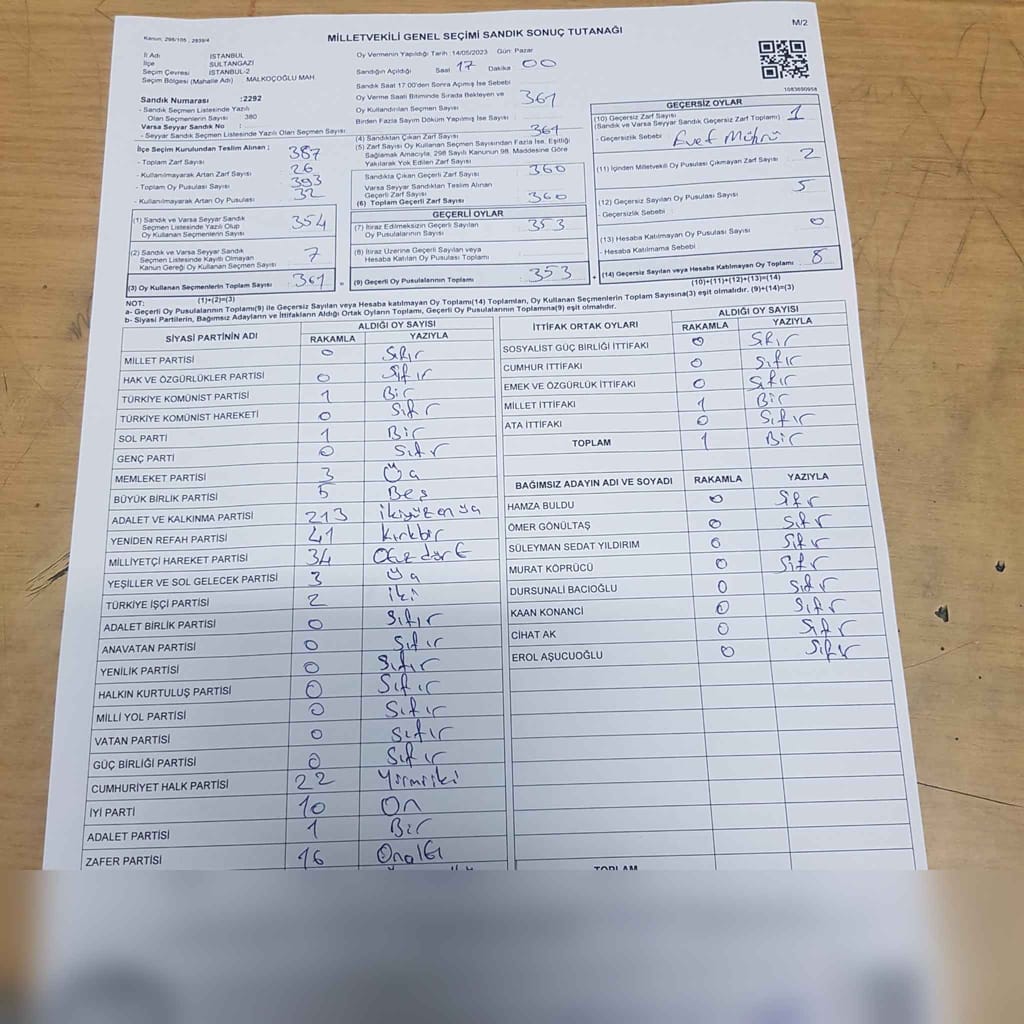 Kanun, 298/105 , 2839/4
MİLLETVEKİLİ GENEL SEÇİMİ SANDIK SONUÇ TUTANAĞI
M/2
İl Adı İSTANBUL
İlçe SULTANGAZİ
Seçim Çevresi İSTANBUL-2
Seçim Bölgesi (Mahalle Adı) MALKOÇOĞLU MAH.
Sandık Numarası :2292
- Sandık Seçmen Listesinde Yazılı
Olan Seçmenlerin Sayısı 380
Varsa Seyyar Sandık No :
- Seyyar Sandık Seçmen Listesinde Yazılı Olan Seçmen Sayısı
Oy Vermenin Yapıldığı Tarih :14/05/2023 Gün: Pazar
Sandığın Açıldığı Saat 17 Dakika 00
Sandık Saat 17:00'den Sonra Açımış İse Sebebi
Oy Verme Saati Bitiminde Sırada Bekleyen ve
Oy Kullandırılan Seçmen Sayısı 361
Birden Fazla Sayım Döküm Yapılmış İse Sayısı :
1083690958
İlçe Seçim Kurulundan Teslim Alınan ;
- Toplam Zarf Sayısı 387
- Kullanılmayarak Artan Zarf Sayısı 26
- Toplam Oy Pusulası Sayısı 393
- Kullanılmayarak Artan Oy Pusulası 32
(1) Sandık ve Varsa Seyyar Sandık
Seçmen Listesinde Yazılı Olup
Oy Kullanan Seçmenlerin Sayısı 354
(2) Sandık ve Varsa Seyyar Sandık
Seçmen Listesinde Kayıtlı Olmayan
Kanun Gereği Oy Kullanan Seçmen Sayısı 7
(3) Oy Kullanan Seçmenlerin Toplam Sayısı 361
(1)+(2)=(3)
(4) Sandıktan Çıkan Zarf Sayısı 361
(5) Zarf Sayısı Oy Kullanan Seçmen Sayısından Fazla İse, Eşitliği
Sağlamak Amacıyla, 298 Sayılı Kanunun 98. Maddesine Göre
Yakılarak Yok Edilen Zarf Sayısı
Sandıkla Çıkan Geçerli Zarf Sayısı 360
Varsa Seyyar Sandıktan Teslim Alınan
Geçerli Zarf Sayısı
(6) Toplam Geçerli Zarf Sayısı 360
GEÇERLİ OYLAR
(7) İtiraz Edilmeksizin Geçerli Sayılan
Oy Pusulalarının Sayısı 353
(8) İtiraz Üzerine Geçerli Sayılan veya
Hesaba Katılan Oy Pusulası Toplamı
= (9) Geçerli Oy Pusulalarının Toplamı 353 +
GEÇERSİZ OYLAR
(10) Geçersiz Zarf Sayısı
(Sandık ve Varsa Seyyar Sandık Geçersiz Zarf Toplamı) 1
- Geçersizlik Sebebi : Evet Mührü
(11) İçinden Milletvekili Oy Pusulası Çıkmayan Zarf Sayısı 2
(12) Geçersiz Sayılan Oy Pusulası Sayısı 5
- Geçersizlik Sebebi :
(13) Hesaba Katılmayan Oy Pusulası Sayısı 0
- Hesaba Katılmama Sebebi
(14) Geçersiz Sayılan veya Hesaba Katılmayan Oy Toplamı 8
(10)+(11)+(12)+(13)=(14)
NOT:
a- Geçerli Oy Pusulalarının Toplamı(9) ile Geçersiz Sayılan veya Hesaba katılmayan Oy Toplamı(14) Toplamları, Oy Kullanan Seçmenlerin Toplam Sayısına(3) eşit olmalıdır. (9)+(14)=(3)
b- Siyasi Partilerin, Bağımsız Adayların ve İttifakların Aldığı Ortak Oyların Toplamı, Geçerli Oy Pusulalarının Toplamına(9) eşit olmalıdır.
SİYASİ PARTİNİN ADI ALDIĞI OY SAYISI
RAKAMLA YAZIYLA
MİLLET PARTİSİ 0 Sıfır
HAK VE ÖZGÜRLÜKLER PARTİSİ 0 Sıfır
TÜRKİYE KOMÜNİST PARTİSİ 1 Bir
TÜRKİYE KOMÜNİST HAREKETİ 0 Sıfır
SOL PARTİ 1 Bir
GENÇ PARTİ 0 Sıfır
MEMLEKET PARTİSİ 3 Üç
BÜYÜK BİRLİK PARTİSİ 5 Beş
ADALET VE KALKINMA PARTİSİ 213 ikiyüzonüç
YENİDEN REFAH PARTİSİ 41 Kırkbir
MİLLİYETÇİ HAREKET PARTİSİ 34 Otuzdört
YEŞİLLER VE SOL GELECEK PARTİSİ 3 üç
TÜRKİYE İŞÇİ PARTİSİ 2 iki
ADALET BİRLİK PARTİSİ 0 Sıfır
ANAVATAN PARTİSİ 0 Sıfır
YENİLİK PARTİSİ 0 Sıfır
HALKIN KURTULUŞ PARTİSİ 0 Sıfır
MİLLİ YOL PARTİSİ 0 Sıfır
VATAN PARTİSİ 0 Sıfır
GÜÇ BİRLİĞİ PARTİSİ 0 Sıfır
CUMHURİYET HALK PARTİSİ 22 Yirmiiki
İYİ PARTİ 10 On
ADALET PARTİSİ 1 Bir
ZAFER PARTİSİ 16 Onaltı
İTTİFAK ORTAK OYLARI ALDIĞI OY SAYISI
RAKAMLA YAZIYLA
SOSYALİST GÜÇ BİRLİĞİ İTTİFAKI 0 Sıfır
CUMHUR İTTİFAKI 0 Sıfır
EMEK VE ÖZGÜRLÜK İTTİFAKI 0 Sıfır
MİLLET İTTİFAKI 1 Bir
ATA İTTİFAKI 0 Sıfır
TOPLAM 1 Bir
BAĞIMSIZ ADAYIN ADI VE SOYADI RAKAMLA YAZIYLA
HAMZA BULDU 0 Sıfır
ÖMER GÖNÜLTAŞ 0 Sıfır
SÜLEYMAN SEDAT YILDIRIM 0 Sıfır
MURAT KÖPRÜCÜ 0 Sıfır
DURSUNALİ BACIOĞLU 0 Sıfır
KAAN KONANCİ 0 Sıfır
CİHAT AK 0 Sıfır
EROL AŞUCUOĞLU 0 Sıfır
TOPLAM